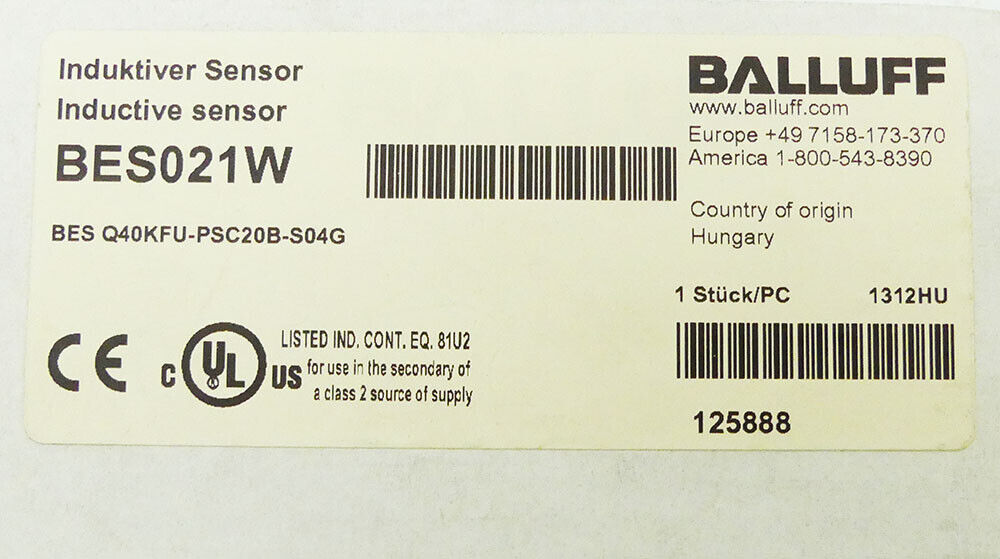 Induktiver Sensor
Inductive sensor
BES021W
BES Q40KFU-PSC20B-S04G
BALLUFF
www.balluff.com
Europe +49 7158-173-370
America 1-800-543-8390
Country of origin
Hungary
1 Stück/PC 1312HU
125888
CE
C UL US
LISTED IND. CONT. EQ. 81U2
for use in the secondary of
a class 2 source of supply